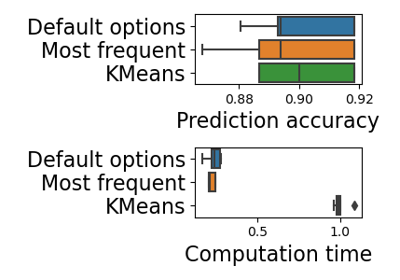 Default options
Most frequent
KMeans
0.88 0.90 0.92
Prediction accuracy
Default options
Most frequent
KMeans
0.5 1.0
Computation time